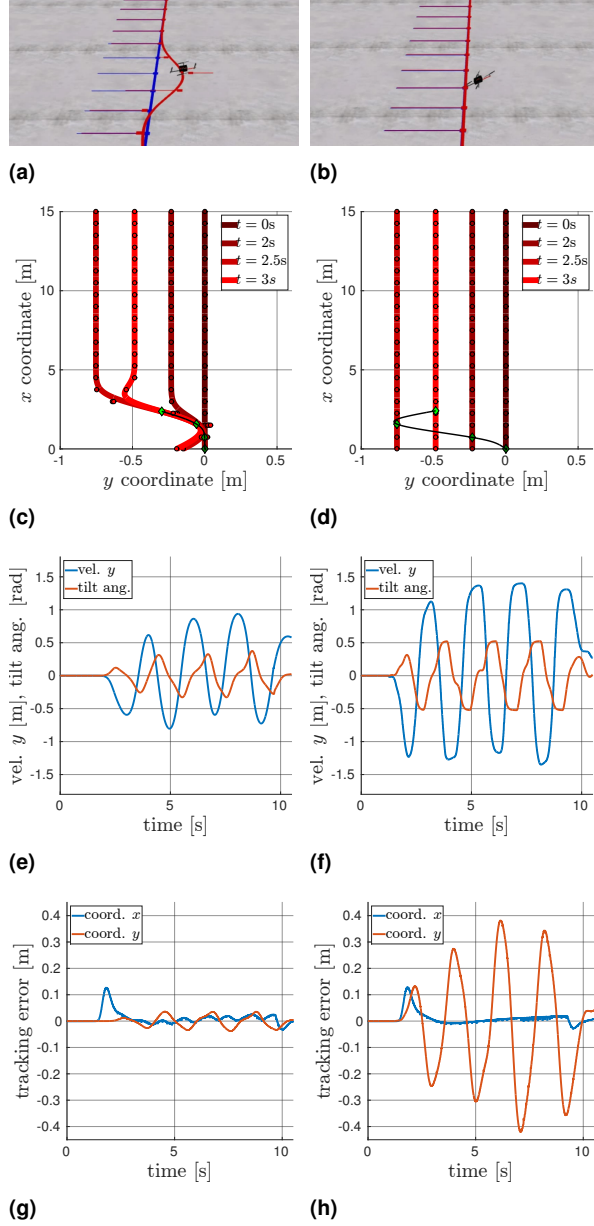 (a)
(b)
15
10
5
0
-1
-0.5
0
0.5
x coordinate [m]
y coordinate [m]
t = 0s
t = 2s
t = 2.5s
t = 3s
(c)
15
10
5
0
-1
-0.5
0
0.5
x coordinate [m]
y coordinate [m]
t = 0s
t = 2s
t = 2.5s
t = 3s
(d)
vel. y
tilt ang.
1.5
1
0.5
0
-0.5
-1
-1.5
0
5
10
vel. y [m], tilt ang. [rad]
time [s]
(e)
vel. y
tilt ang.
1.5
1
0.5
0
-0.5
-1
-1.5
0
5
10
vel. y [m], tilt ang. [rad]
time [s]
(f)
coord. x
coord. y
0.4
0.3
0.2
0.1
0
-0.1
-0.2
-0.3
-0.4
0
5
10
tracking error [m]
time [s]
(g)
coord. x
coord. y
0.4
0.3
0.2
0.1
0
-0.1
-0.2
-0.3
-0.4
0
5
10
tracking error [m]
time [s]
(h)